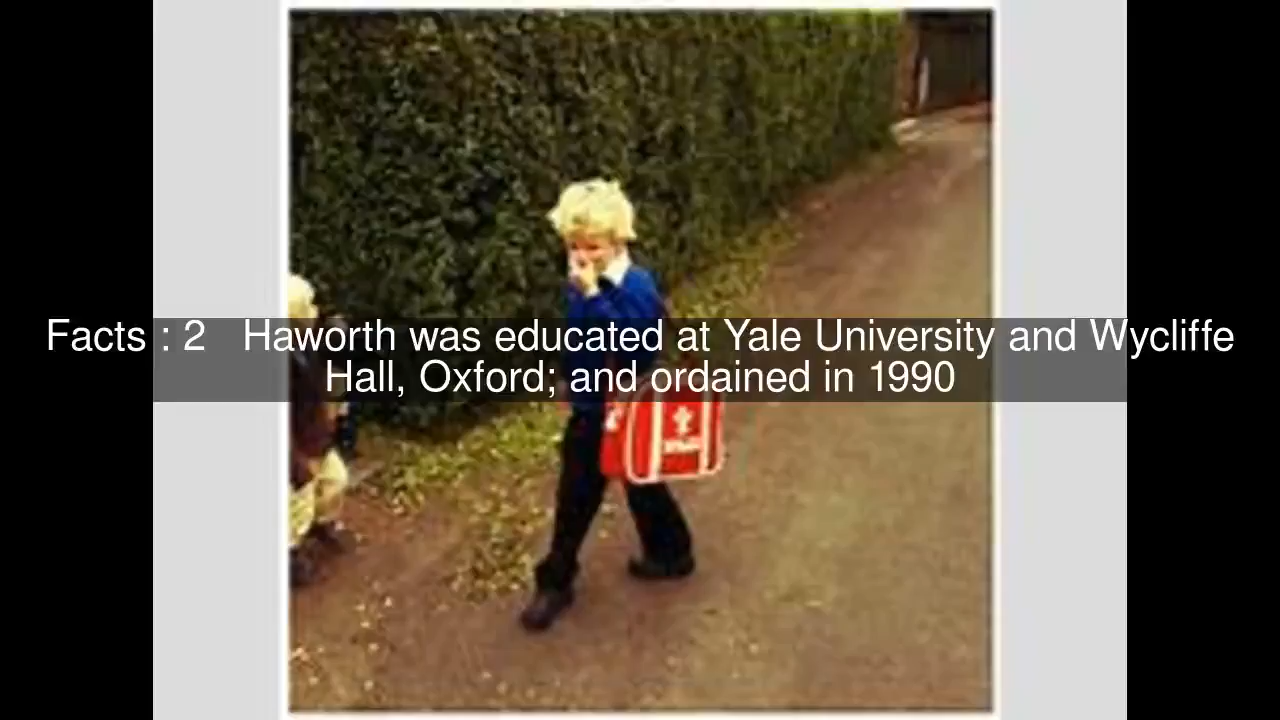 Facts : 2   Haworth was educated at Yale University and Wycliffe
Hall, Oxford; and ordained in 1990